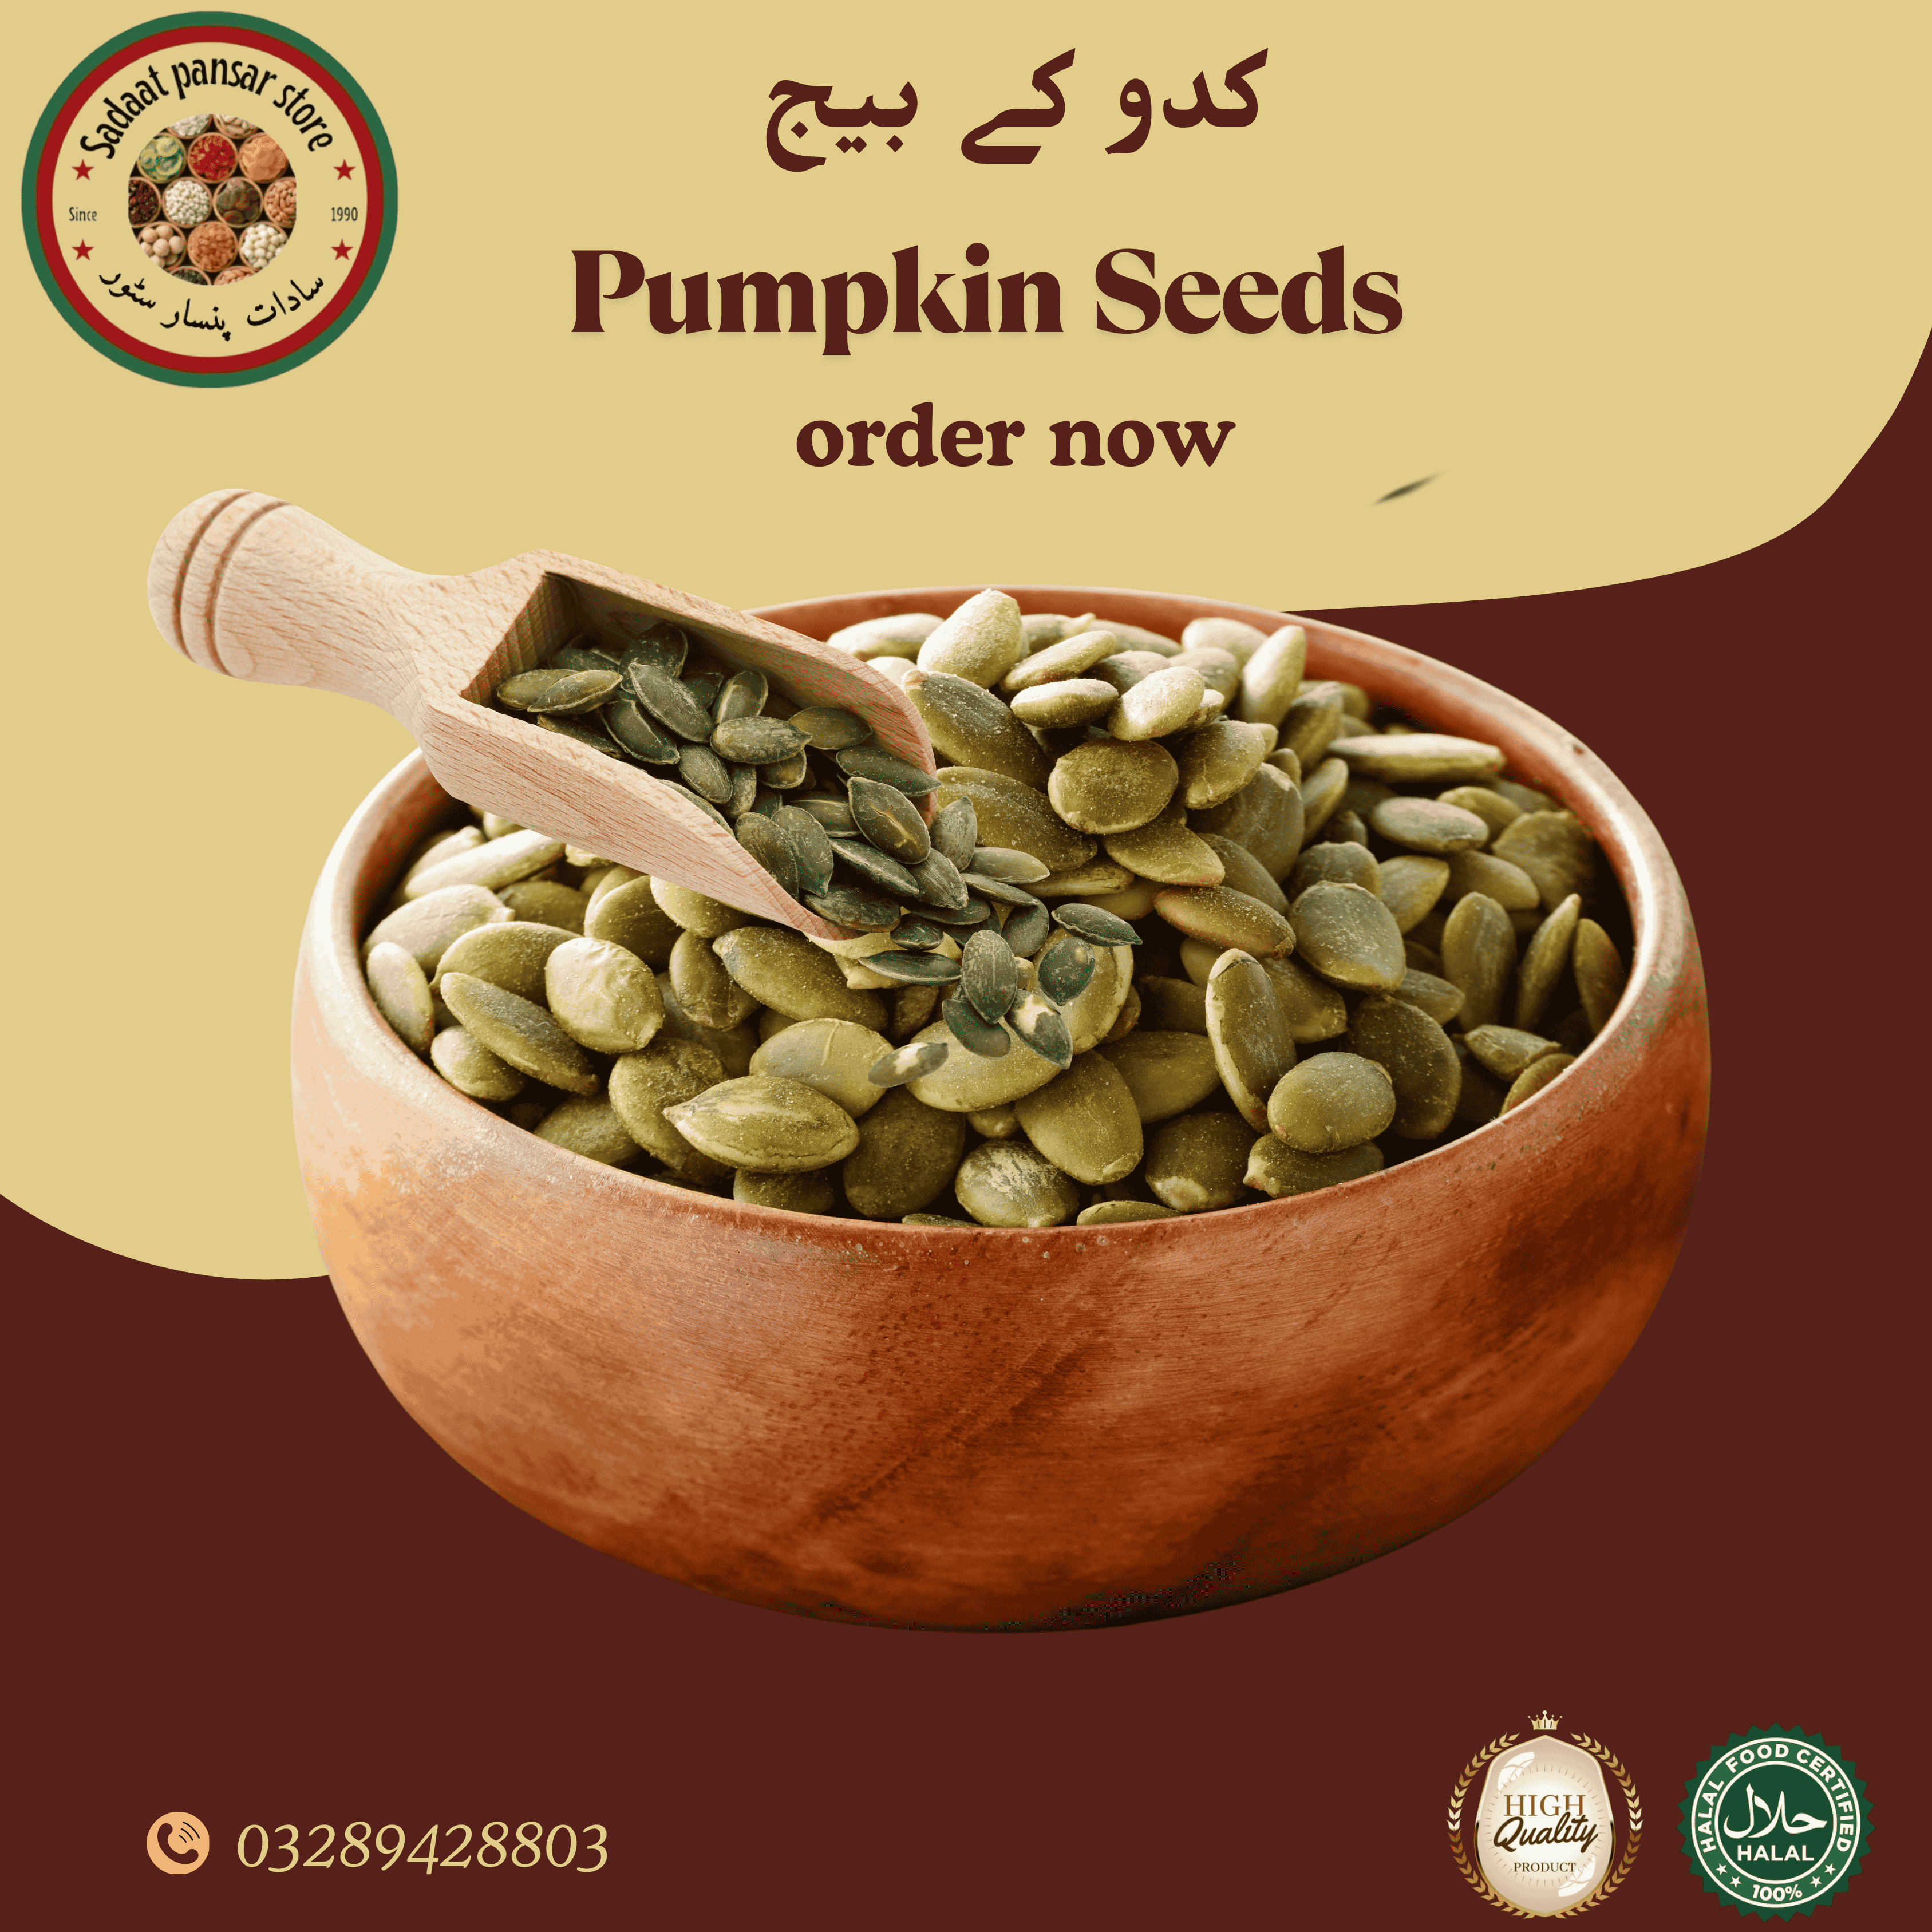 Sadaat pansar store
Since 1990
سادات پنسار سٹور
کدو کے بیج
Pumpkin Seeds
order now
03289428803
HIGH
Quality
PRODUCT
HALAL FOOD CERTIFIED
حلال
HALAL
100%